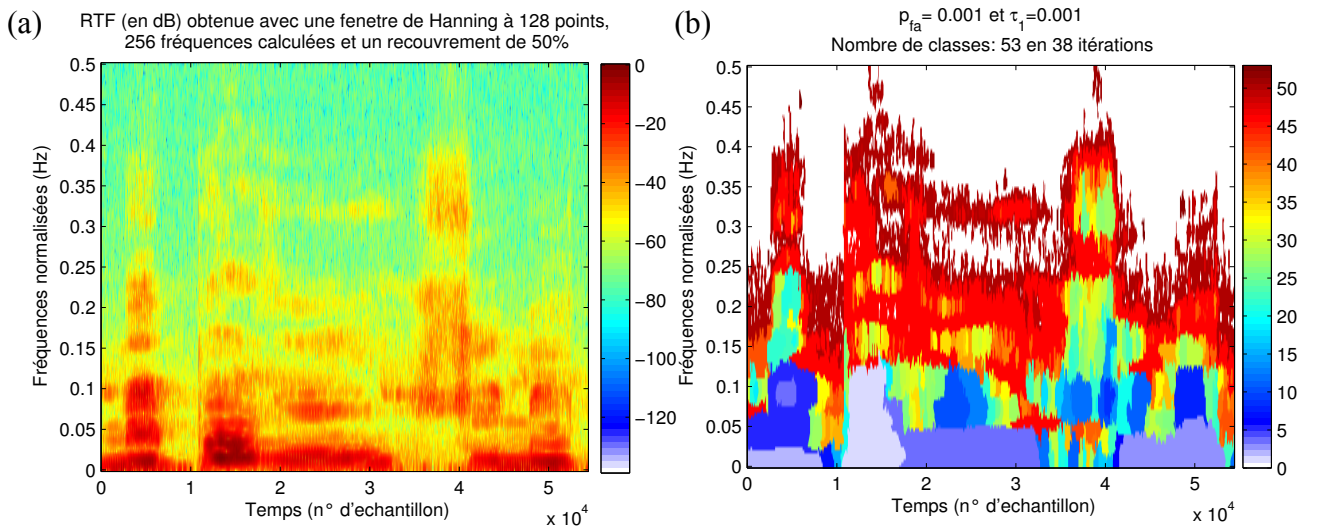 (a)
RTF (en dB) obtenue avec une fenetre de Hanning à 128 points,
256 fréquences calculées et un recouvrement de 50%
Fréquences normalisées (Hz)
0.5
0.45
0.4
0.35
0.3
0.25
0.2
0.15
0.1
0.05
0
0 1 2 3 4 5
x 10^4
Temps (n° d'echantillon)
0
−20
−40
−60
−80
−100
−120
(b)
p_fa= 0.001 et τ_1=0.001
Nombre de classes: 53 en 38 itérations
Fréquences normalisées (Hz)
0.5
0.45
0.4
0.35
0.3
0.25
0.2
0.15
0.1
0.05
0
0 1 2 3 4 5
x 10^4
Temps (n° d'echantillon)
50
45
40
35
30
25
20
15
10
5
0